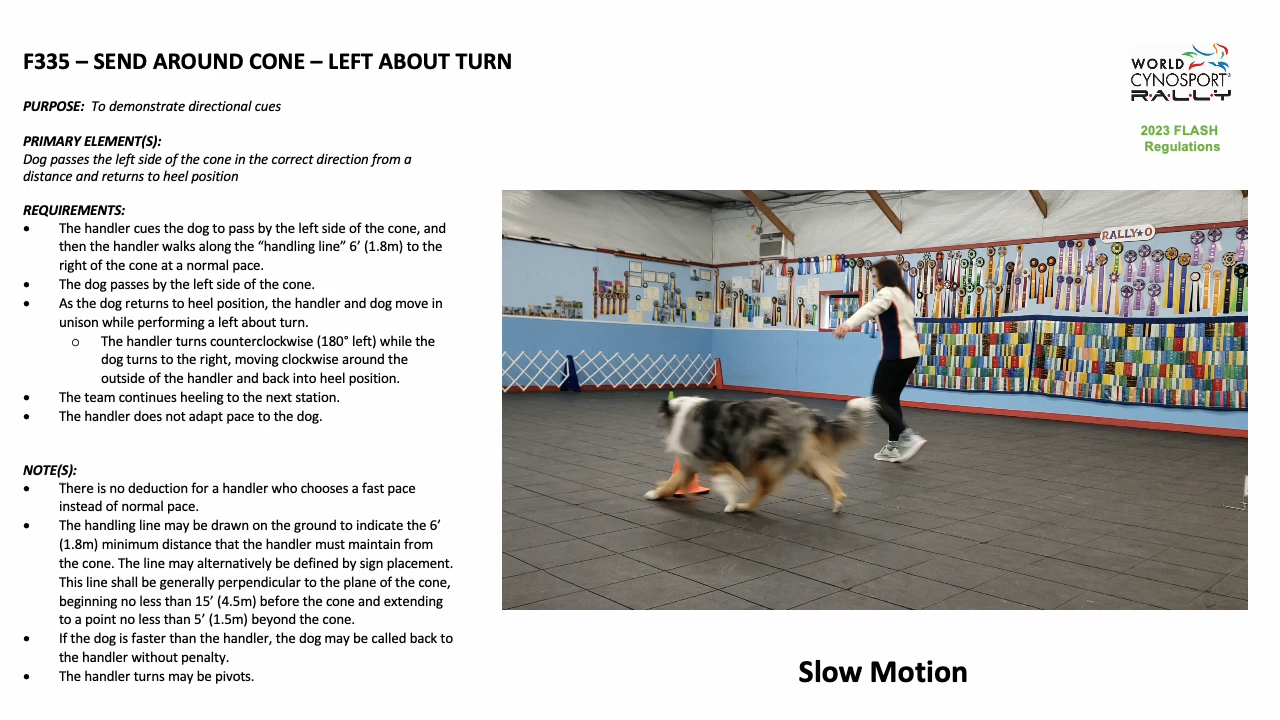 F335 – SEND AROUND CONE – LEFT ABOUT TURN
WORLD
CYNOSPORT
RALLY
2023 FLASH
Regulations
PURPOSE: To demonstrate directional cues
PRIMARY ELEMENT(S):
Dog passes the left side of the cone in the correct direction from a
distance and returns to heel position
REQUIREMENTS:
• The handler cues the dog to pass by the left side of the cone, and
then the handler walks along the “handling line” 6’ (1.8m) to the
right of the cone at a normal pace.
• The dog passes by the left side of the cone.
• As the dog returns to heel position, the handler and dog move in
unison while performing a left about turn.
o The handler turns counterclockwise (180° left) while the
dog turns to the right, moving clockwise around the
outside of the handler and back into heel position.
• The team continues heeling to the next station.
• The handler does not adapt pace to the dog.
NOTE(S):
• There is no deduction for a handler who chooses a fast pace
instead of normal pace.
• The handling line may be drawn on the ground to indicate the 6’
(1.8m) minimum distance that the handler must maintain from
the cone. The line may alternatively be defined by sign placement.
This line shall be generally perpendicular to the plane of the cone,
beginning no less than 15’ (4.5m) before the cone and extending
to a point no less than 5’ (1.5m) beyond the cone.
• If the dog is faster than the handler, the dog may be called back to
the handler without penalty.
• The handler turns may be pivots.
RALLY O
Slow Motion